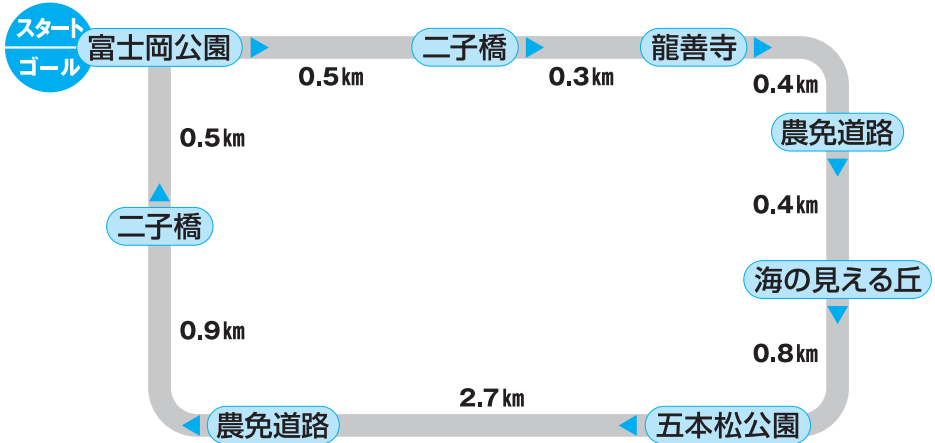 スタート
ゴール
富士岡公園
0.5km
二子橋
0.3km
龍善寺
0.4km
農免道路
0.4km
海の見える丘
0.8km
五本松公園
2.7km
農免道路
0.9km
二子橋
0.5km